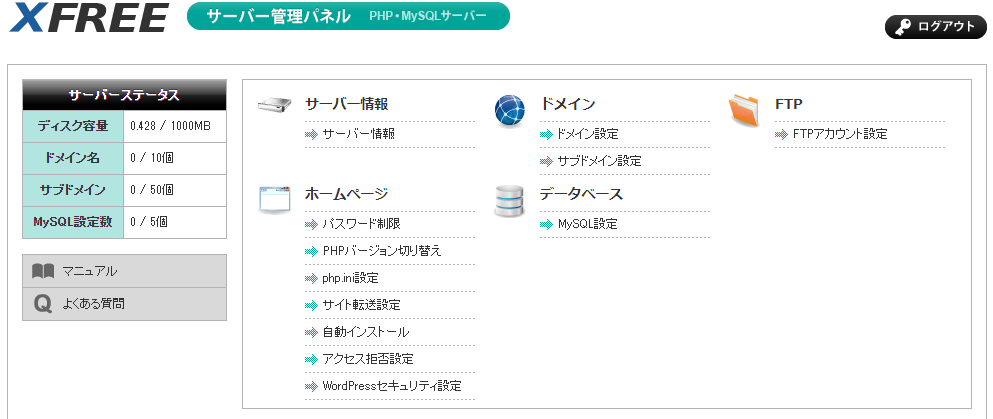 XFREE
サーバー管理パネル PHP・MySQLサーバー
ログアウト
サーバーステータス
ディスク容量 0.428 / 1000MB
ドメイン名 0 / 10個
サブドメイン 0 / 50個
MySQL設定数 0 / 5個
マニュアル
よくある質問
サーバー情報
サーバー情報
ドメイン
ドメイン設定
サブドメイン設定
FTP
FTPアカウント設定
ホームページ
パスワード制限
PHPバージョン切り替え
php.ini設定
サイト転送設定
自動インストール
アクセス拒否設定
WordPressセキュリティ設定
データベース
MySQL設定